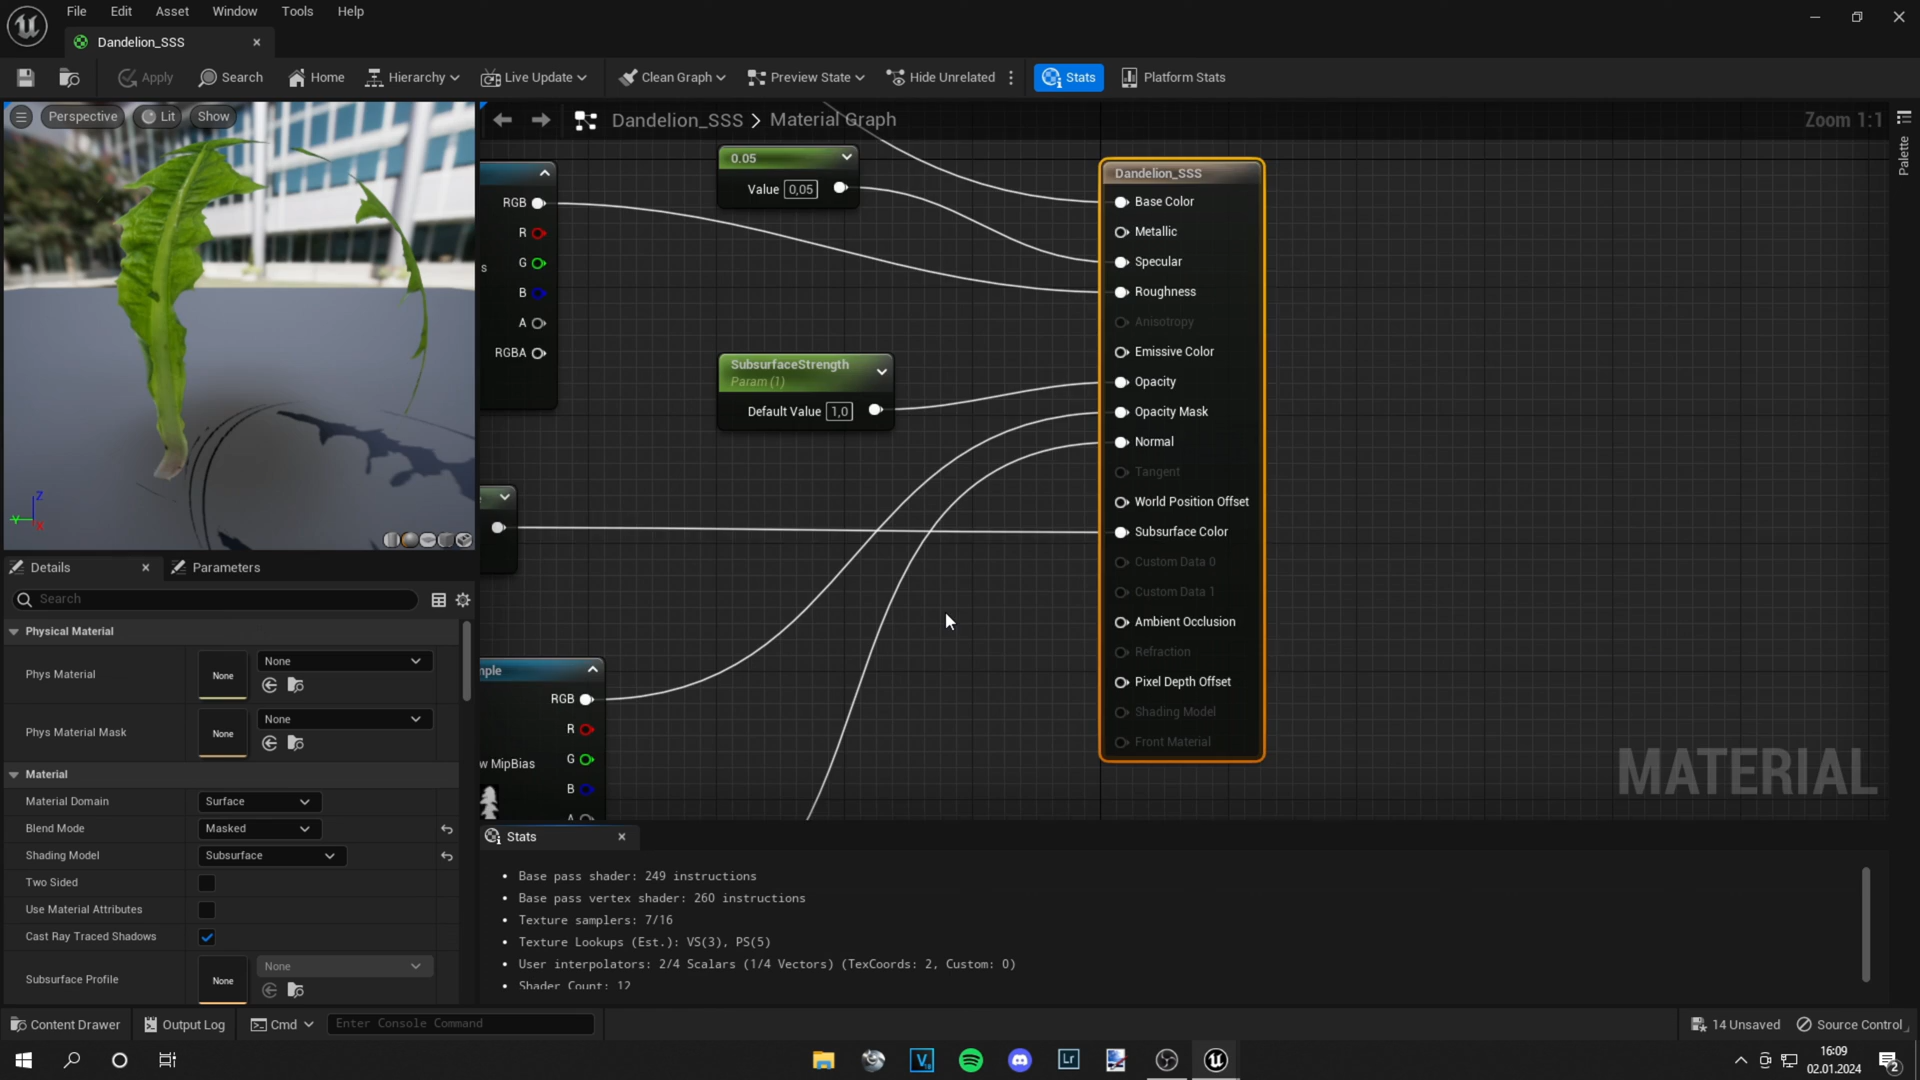 File Edit Asset Window Tools Help
Dandelion_SSS
Apply Search Home Hierarchy Live Update Clean Graph Preview State Hide Unrelated Stats Platform Stats
Perspective Lit Show
Dandelion_SSS > Material Graph
Zoom 1:1
Palette
0.05
Value 0,05
RGB
R
G
B
A
RGBA
s
SubsurfaceStrength
Param (1)
Default Value 1,0
mple
RGB
R
G
B
A
w MipBias
Dandelion_SSS
Base Color
Metallic
Specular
Roughness
Anisotropy
Emissive Color
Opacity
Opacity Mask
Normal
Tangent
World Position Offset
Subsurface Color
Custom Data 0
Custom Data 1
Ambient Occlusion
Refraction
Pixel Depth Offset
Shading Model
Front Material
MATERIAL
Z
Y
X
Details Parameters
Search
Physical Material
Phys Material None None
Phys Material Mask None None
Material
Material Domain Surface
Blend Mode Masked
Shading Model Subsurface
Two Sided
Use Material Attributes
Cast Ray Traced Shadows
Subsurface Profile None None
Stats
• Base pass shader: 249 instructions
• Base pass vertex shader: 260 instructions
• Texture samplers: 7/16
• Texture Lookups (Est.): VS(3), PS(5)
• User interpolators: 2/4 Scalars (1/4 Vectors) (TexCoords: 2, Custom: 0)
• Shader Count: 12
Content Drawer Output Log Cmd Enter Console Command 14 Unsaved Source Control
Lr
16:09
02.01.2024
2